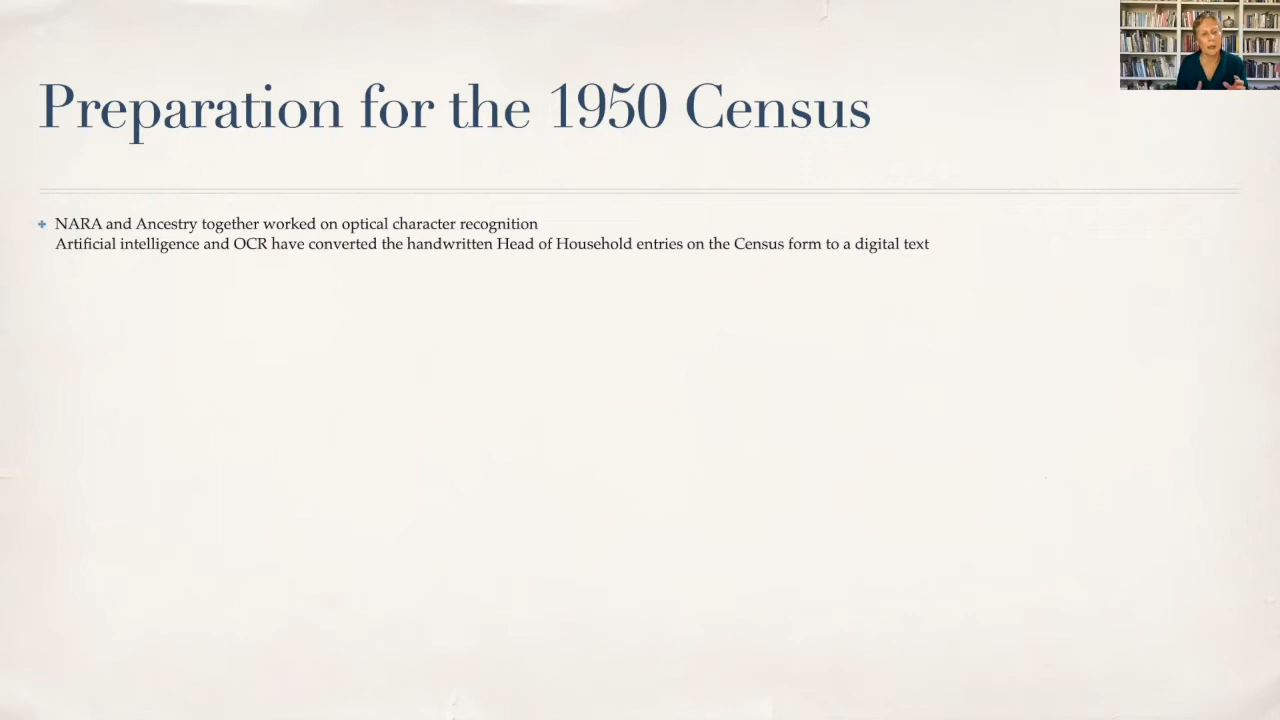 Preparation for the 1950 Census
NARA and Ancestry together worked on optical character recognition
Artificial intelligence and OCR have converted the handwritten Head of Household entries on the Census form to a digital text